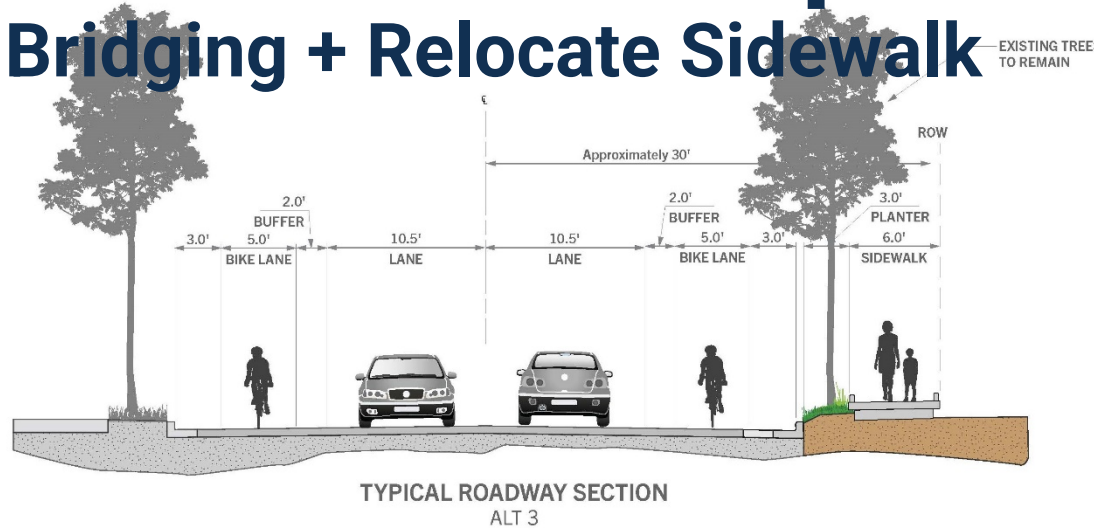 Bridging + Relocate Sidewalk
EXISTING TREE
TO REMAIN
℄
ROW
Approximately 30'
2.0'
BUFFER
2.0'
BUFFER
3.0'
PLANTER
3.0'
5.0'
BIKE LANE
10.5'
LANE
10.5'
LANE
5.0'
BIKE LANE
3.0'
6.0'
SIDEWALK
TYPICAL ROADWAY SECTION
ALT 3